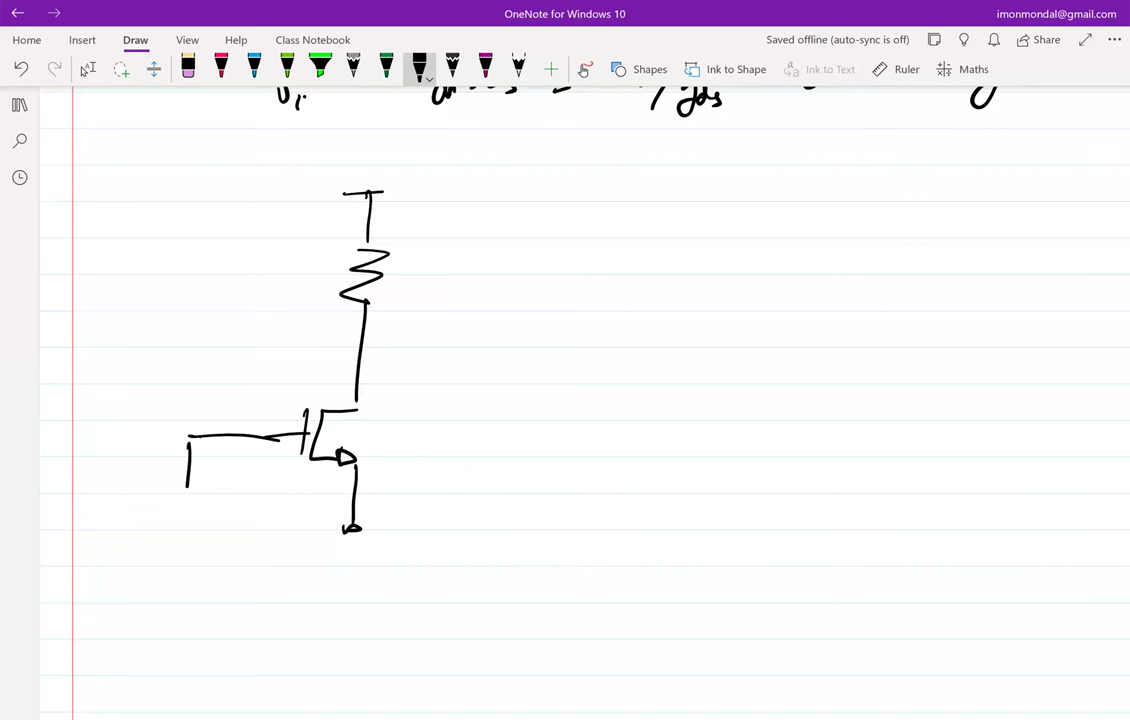 OneNote for Windows 10
imonmondal@gmail.com
Home Insert Draw View Help Class Notebook
Saved offline (auto-sync is off) Share
Shapes Ink to Shape Ink to Text Ruler Maths
gds